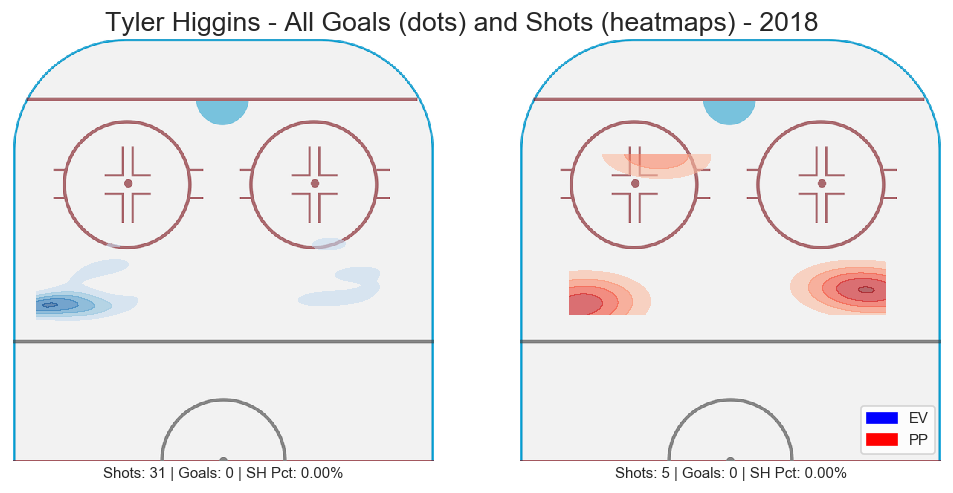 Tyler Higgins - All Goals (dots) and Shots (heatmaps) - 2018
EV
PP
Shots: 31 | Goals: 0 | SH Pct: 0.00%
Shots: 5 | Goals: 0 | SH Pct: 0.00%